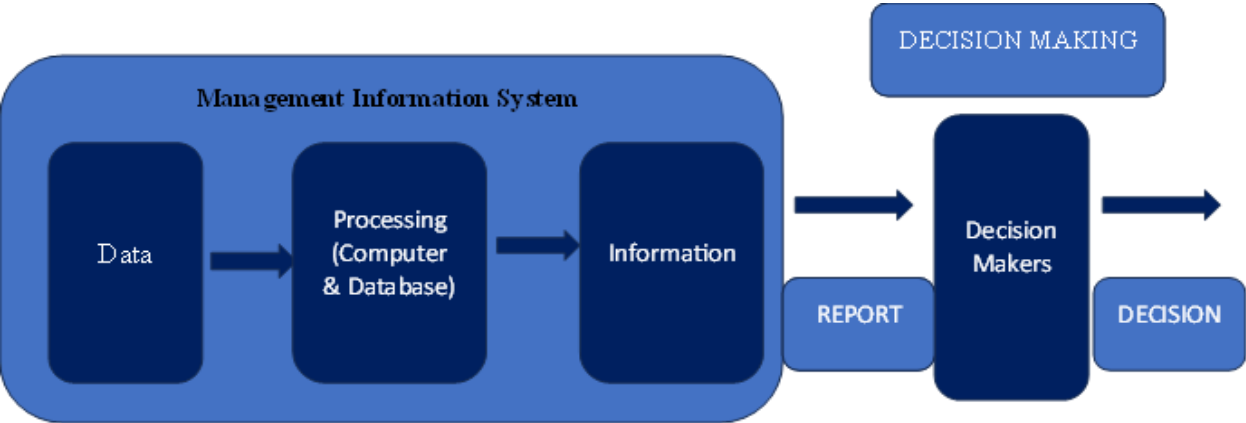 DECISION MAKING
Management Information System
Data
Processing
(Computer
& Database)
Information
REPORT
Decision
Makers
DECISION